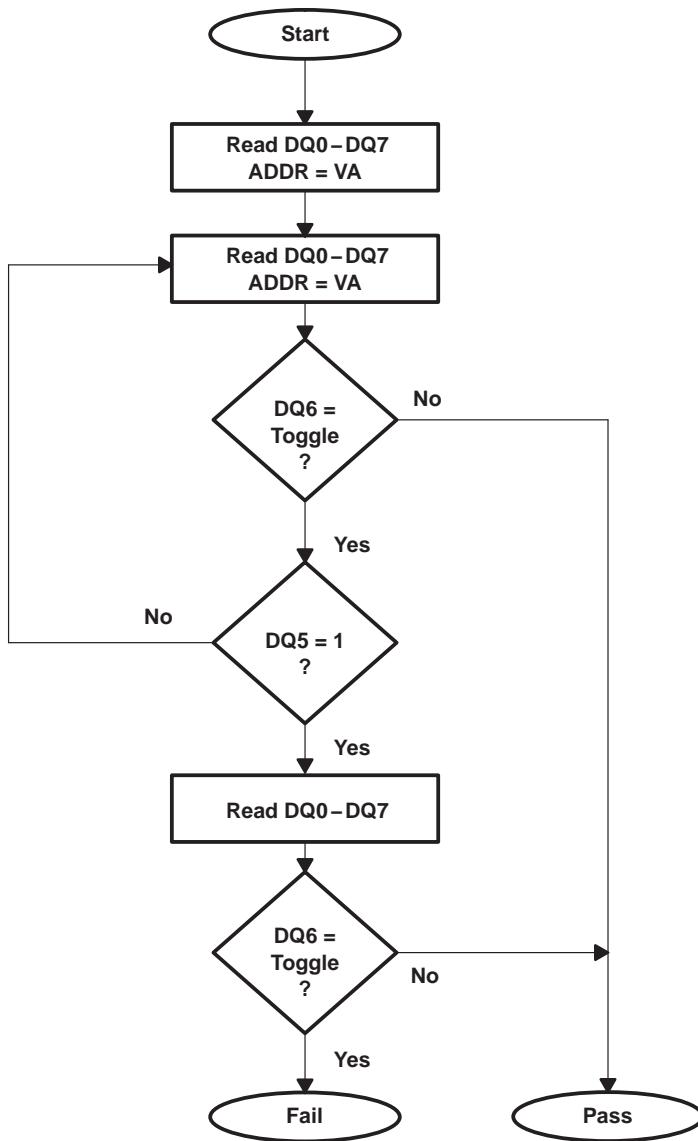 Start
Read DQ0–DQ7
ADDR = VA
Read DQ0–DQ7
ADDR = VA
DQ6 =
Toggle
?
No
Yes
DQ5 = 1
?
No
Yes
Read DQ0–DQ7
DQ6 =
Toggle
?
No
Yes
Fail
Pass